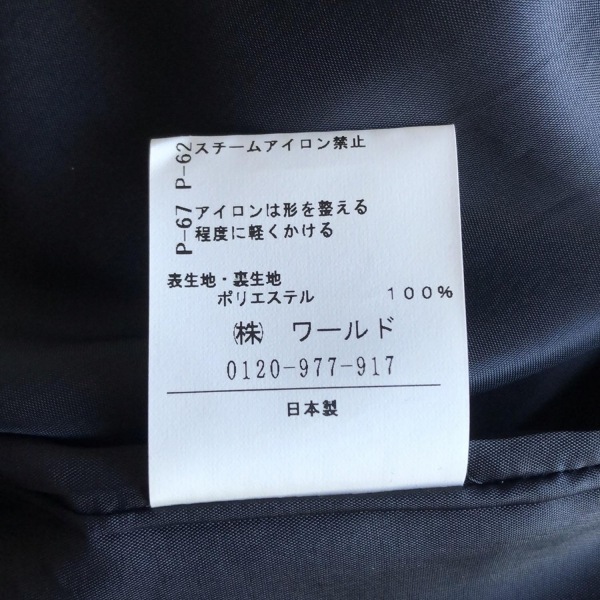 P-62 スチームアイロン禁止
P-67 アイロンは形を整える
程度に軽くかける
表生地・裏生地
ポリエステル 100%
㈱ ワールド
0120-977-917
日本製